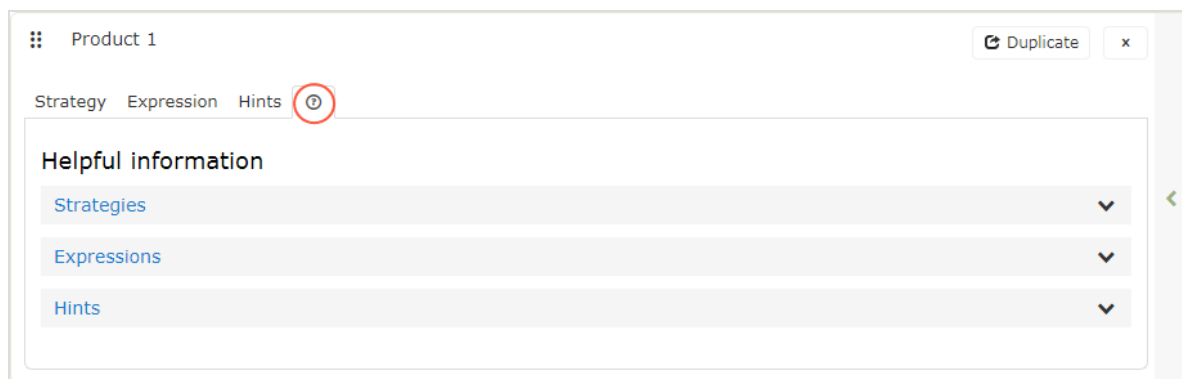 Product 1
Duplicate
x
Strategy Expression Hints ?
Helpful information
Strategies
Expressions
Hints